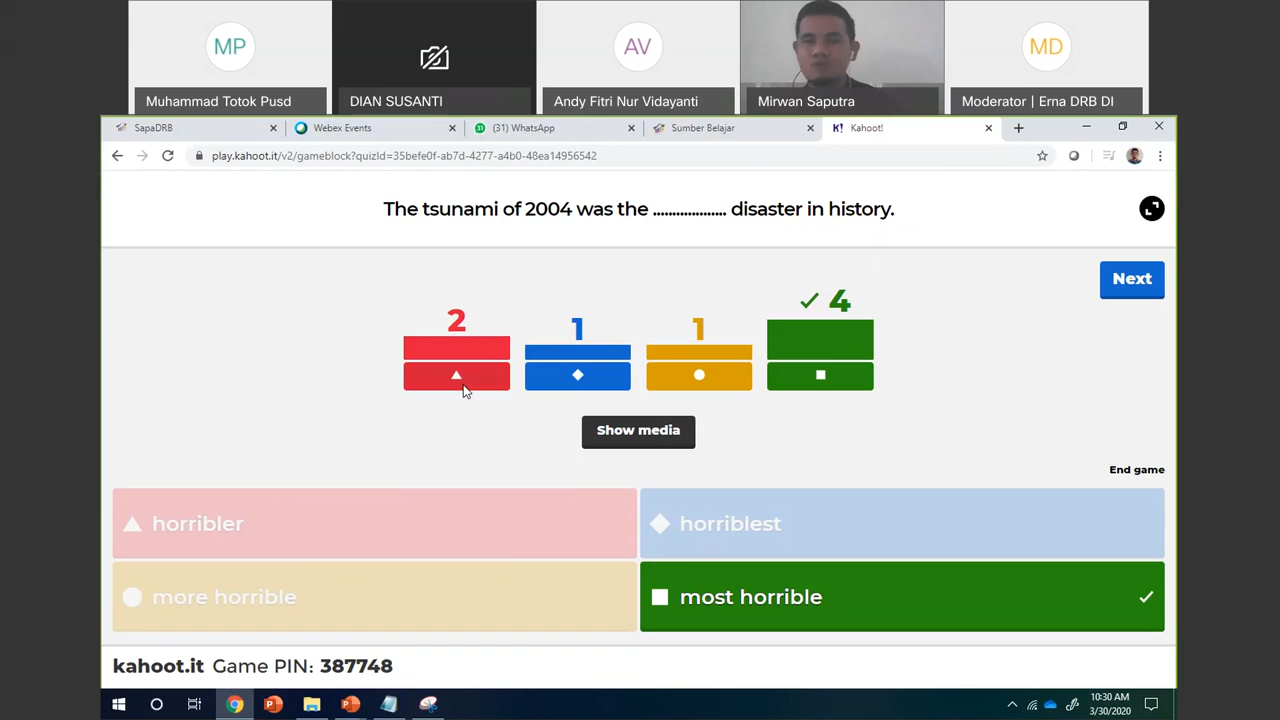 MP
AV
MD
Muhammad Totok Pusd
DIAN SUSANTI
Andy Fitri Nur Vidayanti
Mirwan Saputra
Moderator | Erna DRB DI
SapaDRB
Webex Events
(31) WhatsApp
Sumber Belajar
K!
Kahoot!
play.kahoot.it/v2/gameblock?quizId=35befe0f-ab7d-4277-a4b0-48ea14956542
The tsunami of 2004 was the ................... disaster in history.
Next
2
1
1
4
Show media
End game
horribler
horriblest
more horrible
most horrible
kahoot.it Game PIN: 387748
10:30 AM
3/30/2020